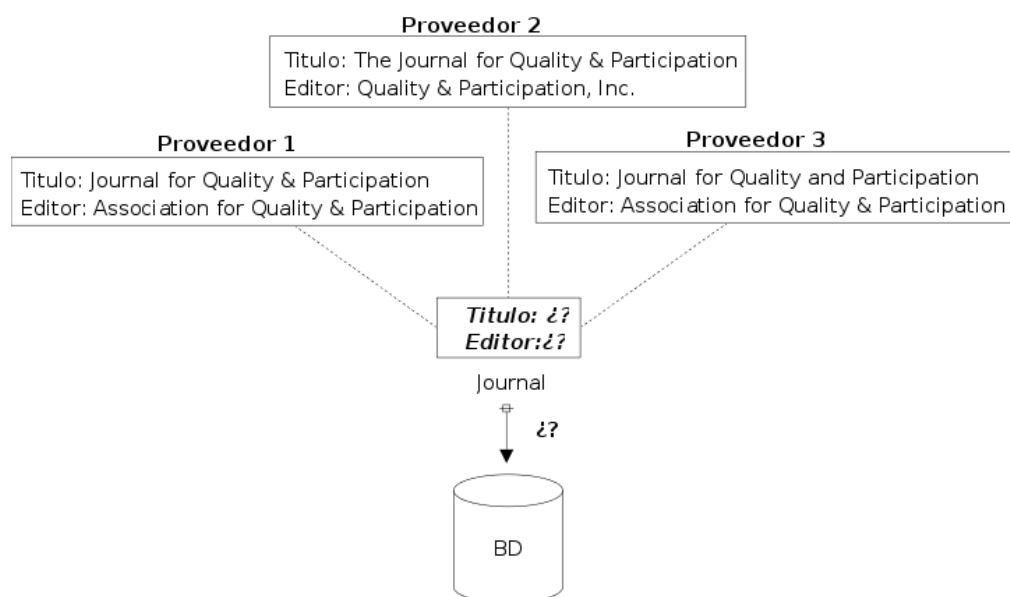 Proveedor 2
Titulo: The Journal for Quality & Participation
Editor: Quality & Participation, Inc.
Proveedor 1
Titulo: Journal for Quality & Participation
Editor: Association for Quality & Participation
Proveedor 3
Titulo: Journal for Quality and Participation
Editor: Association for Quality & Participation
Titulo: ¿?
Editor:¿?
Journal
¿?
BD